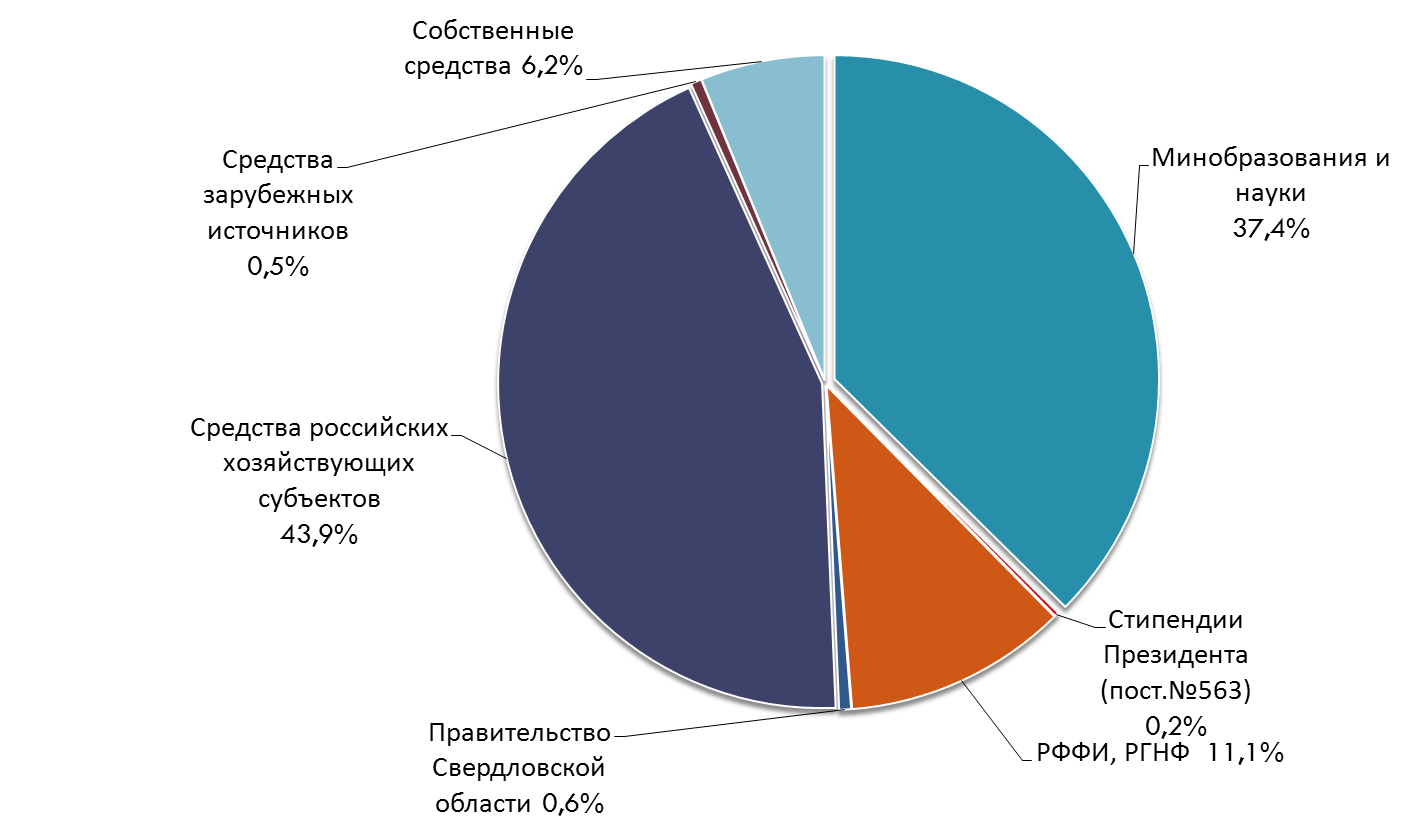 Собственные
средства 6,2%
Минобразования и
науки
37,4%
Средства
зарубежных
источников
0,5%
Средства российских
хозяйствующих
субъектов
43,9%
Стипендии
Президента
(пост.№563)
0,2%
РФФИ, РГНФ 11,1%
Правительство
Свердловской
области 0,6%